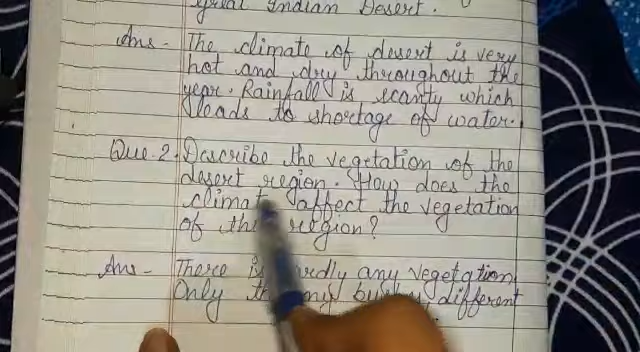 great Indian Desert.
Ans - The climate of desert is very
hot and dry throughout the
year. Rainfall is scanty which
leads to shortage of water.
Que. 2. Describe the vegetation of the
desert region. How does the
climate affect the vegetation
of this region?
Ans - There is hardly any vegetation
Only different